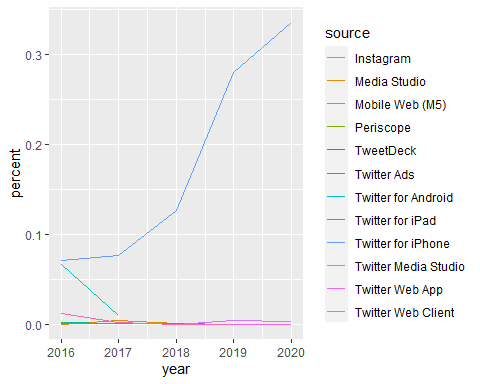 source
Instagram
Media Studio
Mobile Web (M5)
Periscope
TweetDeck
Twitter Ads
Twitter for Android
Twitter for iPad
Twitter for iPhone
Twitter Media Studio
Twitter Web App
Twitter Web Client
percent
0.3
0.2
0.1
0.0
2016 2017 2018 2019 2020
year